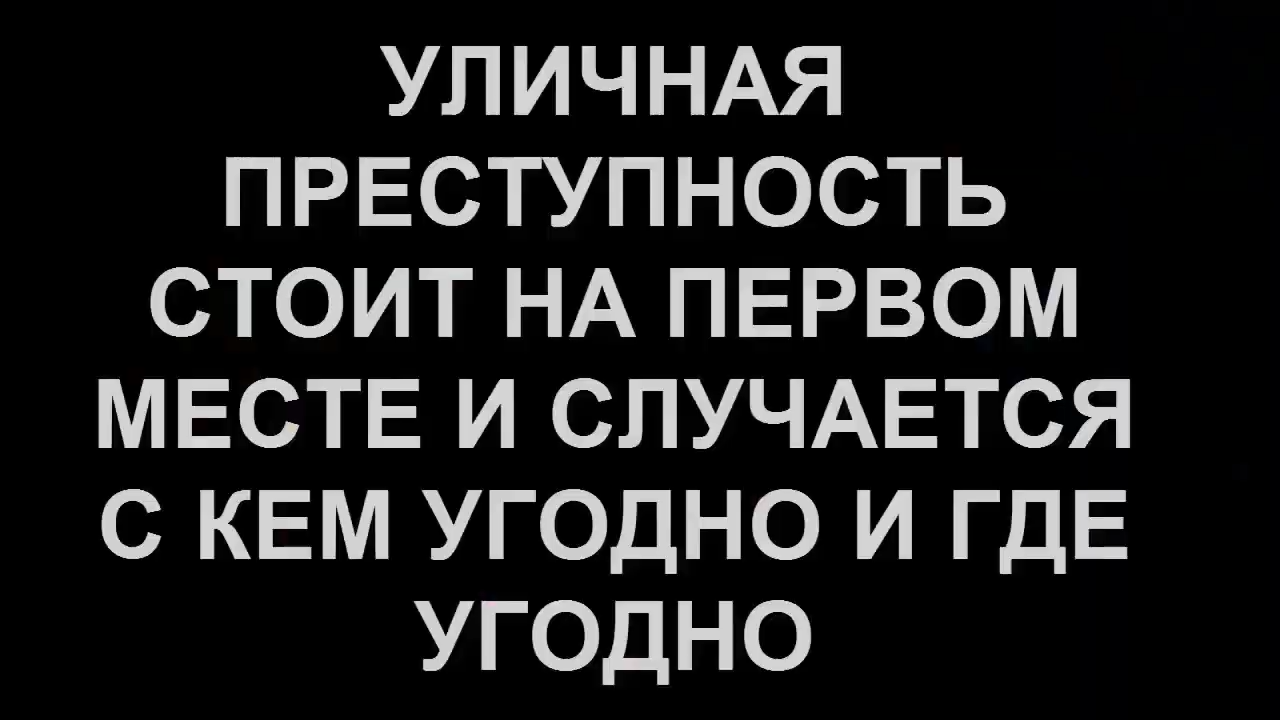 УЛИЧНАЯ
ПРЕСТУПНОСТЬ
СТОИТ НА ПЕРВОМ
МЕСТЕ И СЛУЧАЕТСЯ
С КЕМ УГОДНО И ГДЕ
УГОДНО